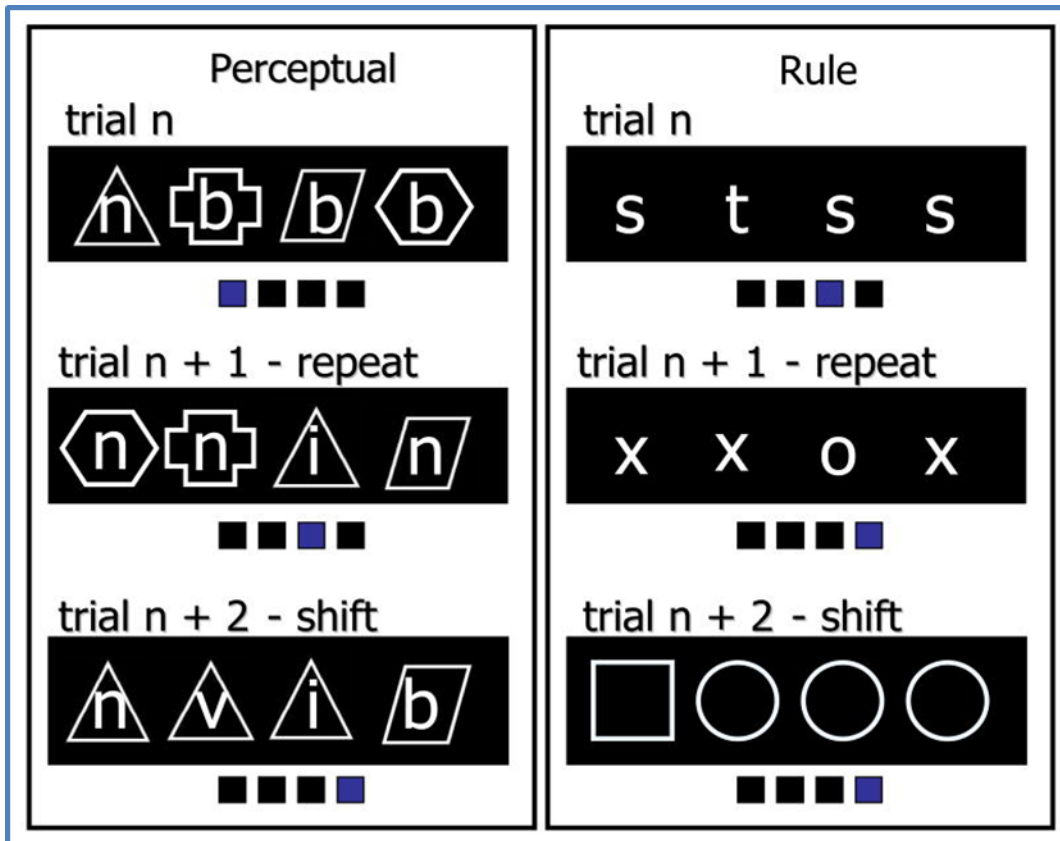 Perceptual
trial n
n b b b
trial n + 1 - repeat
n n i n
trial n + 2 - shift
n v i b
Rule
trial n
s t s s
trial n + 1 - repeat
x x o x
trial n + 2 - shift